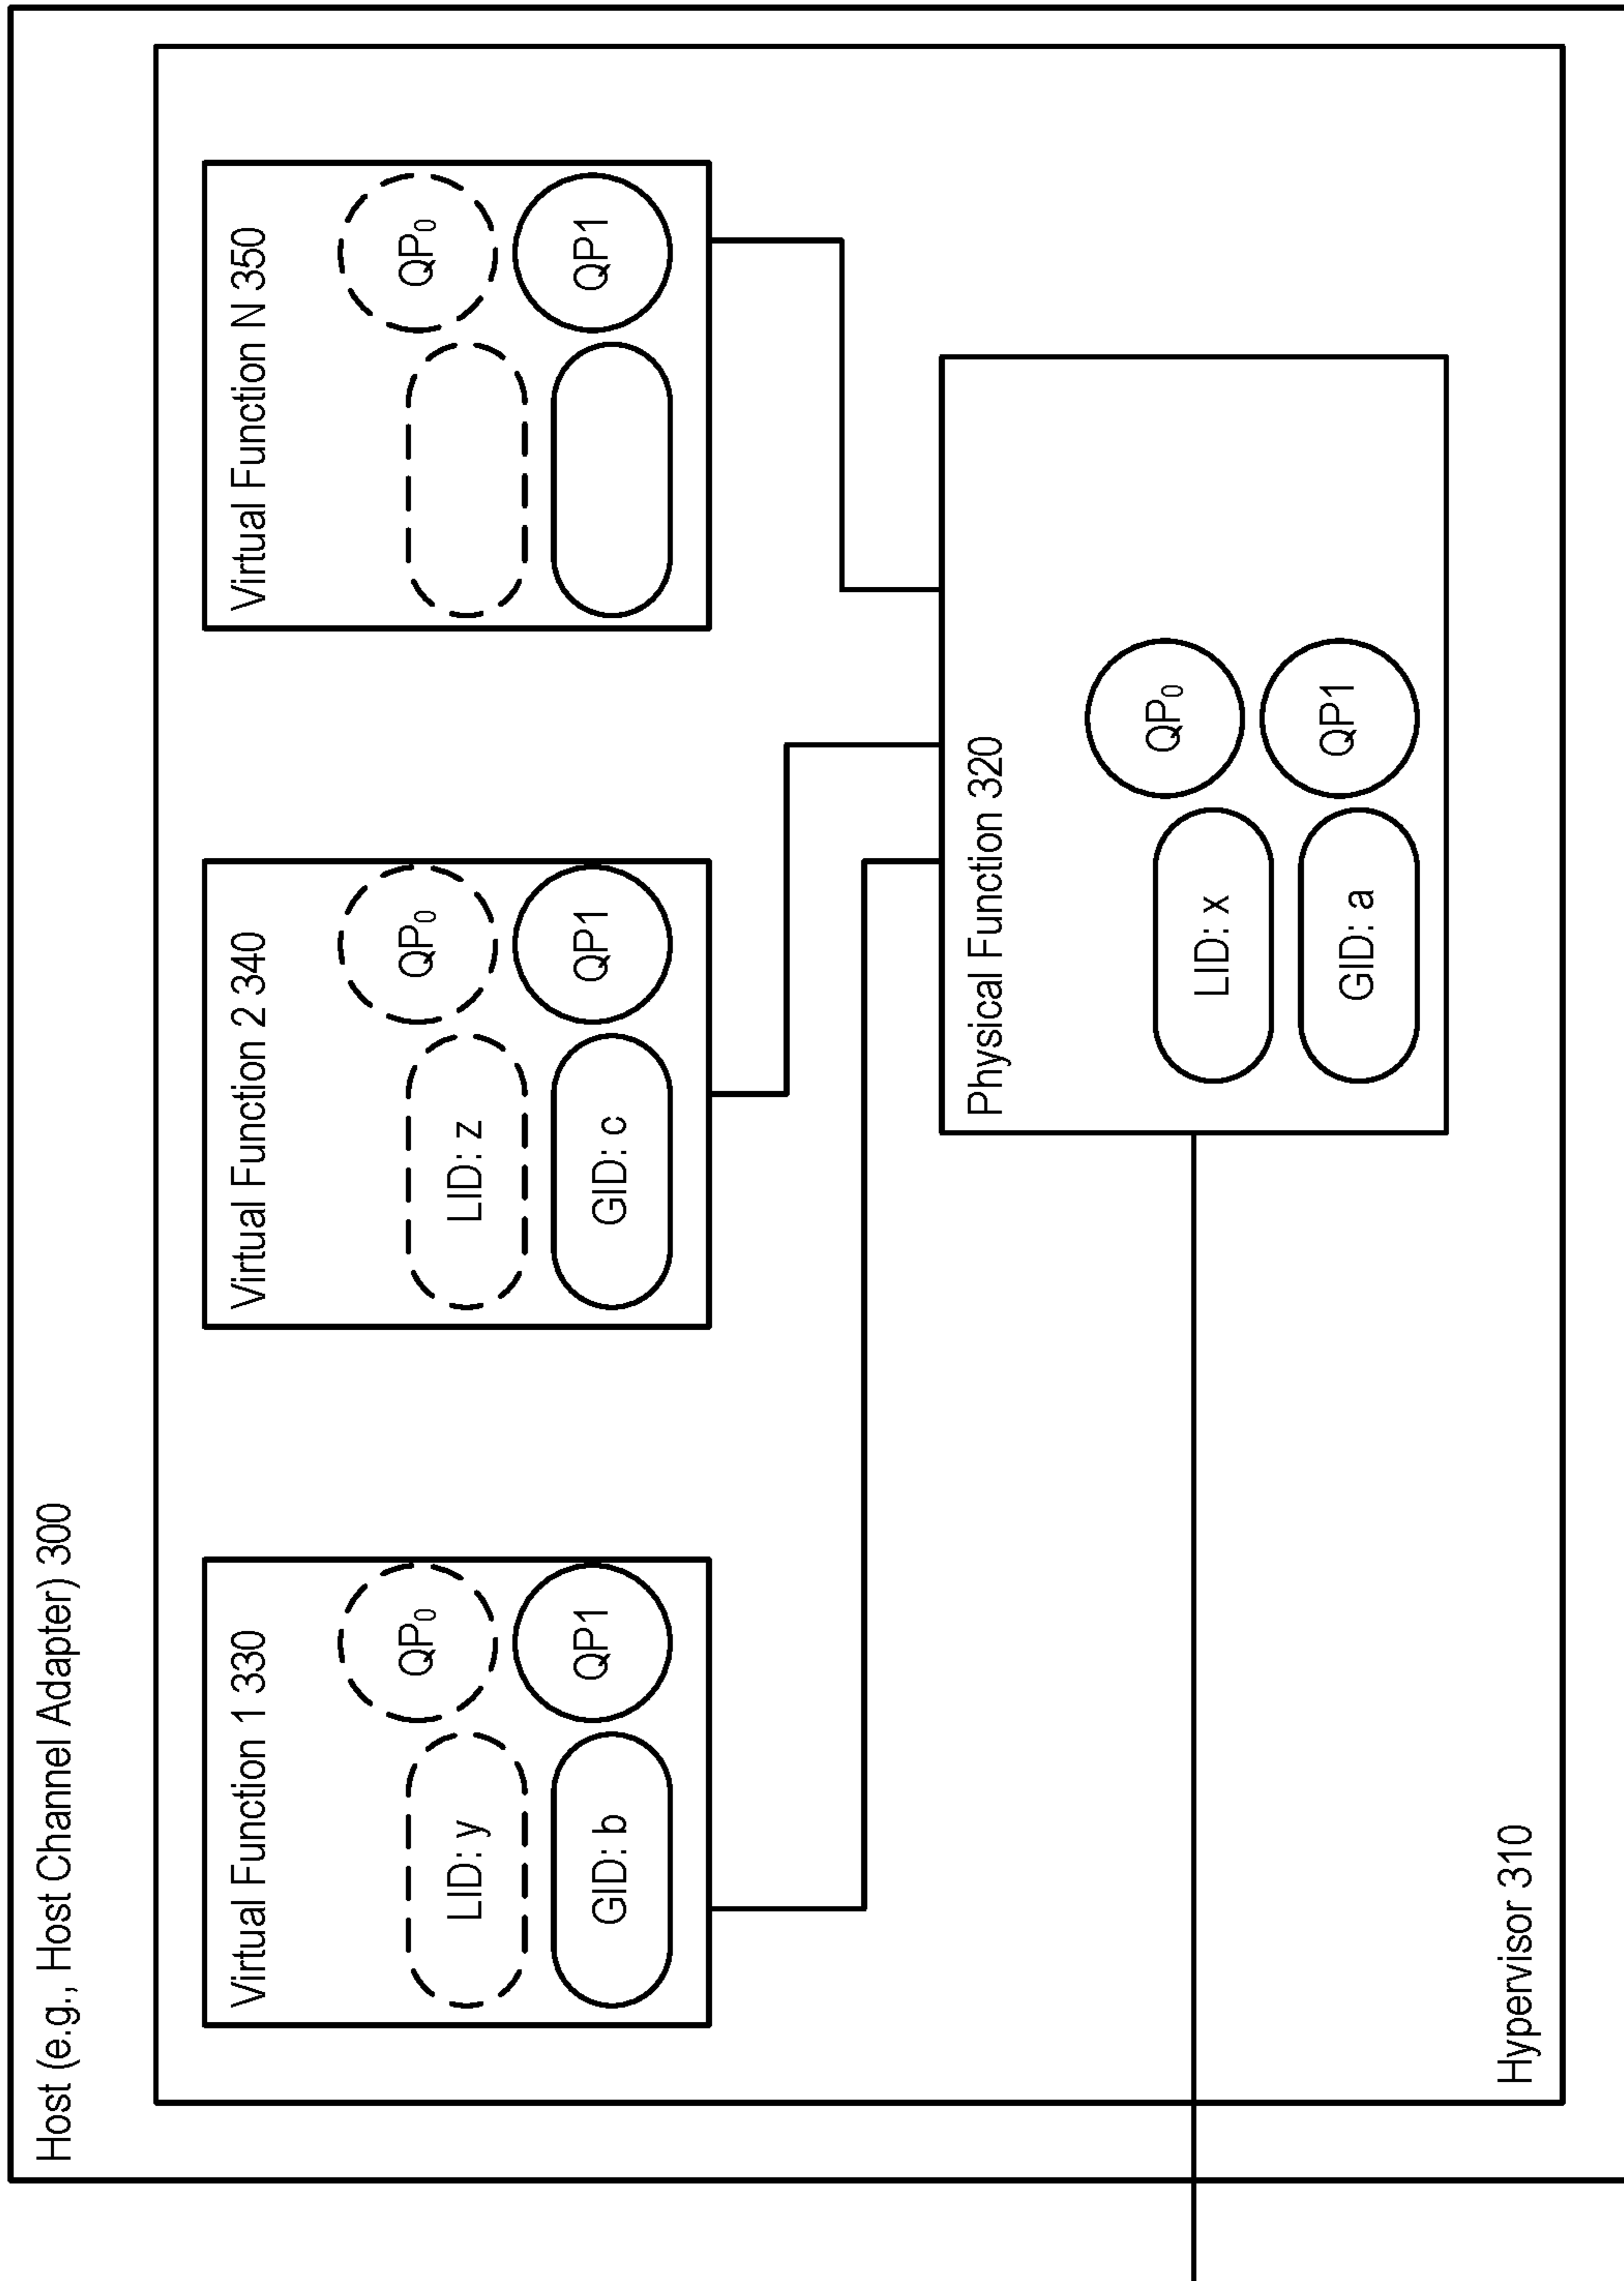 Host (e.g., Host Channel Adapter) 300
Virtual Function 1 330
LID: y
QP0
GID: b
QP1
Virtual Function 2 340
LID: z
QP0
GID: c
QP1
Virtual Function N 350
QP0
QP1
Physical Function 320
LID: x
QP0
GID: a
QP1
Hypervisor 310